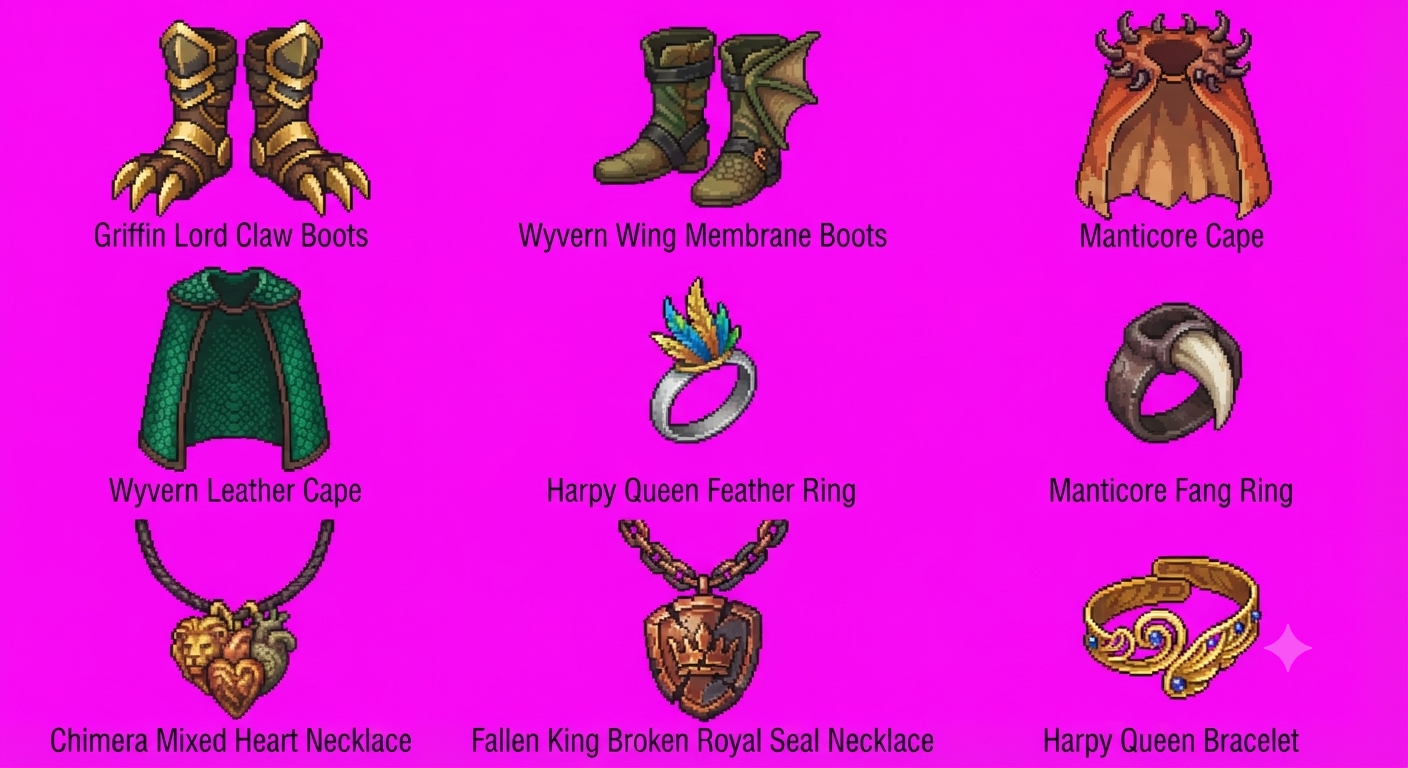 Griffin Lord Claw Boots
Wyvern Wing Membrane Boots
Manticore Cape
Wyvern Leather Cape
Harpy Queen Feather Ring
Manticore Fang Ring
Chimera Mixed Heart Necklace
Fallen King Broken Royal Seal Necklace
Harpy Queen Bracelet